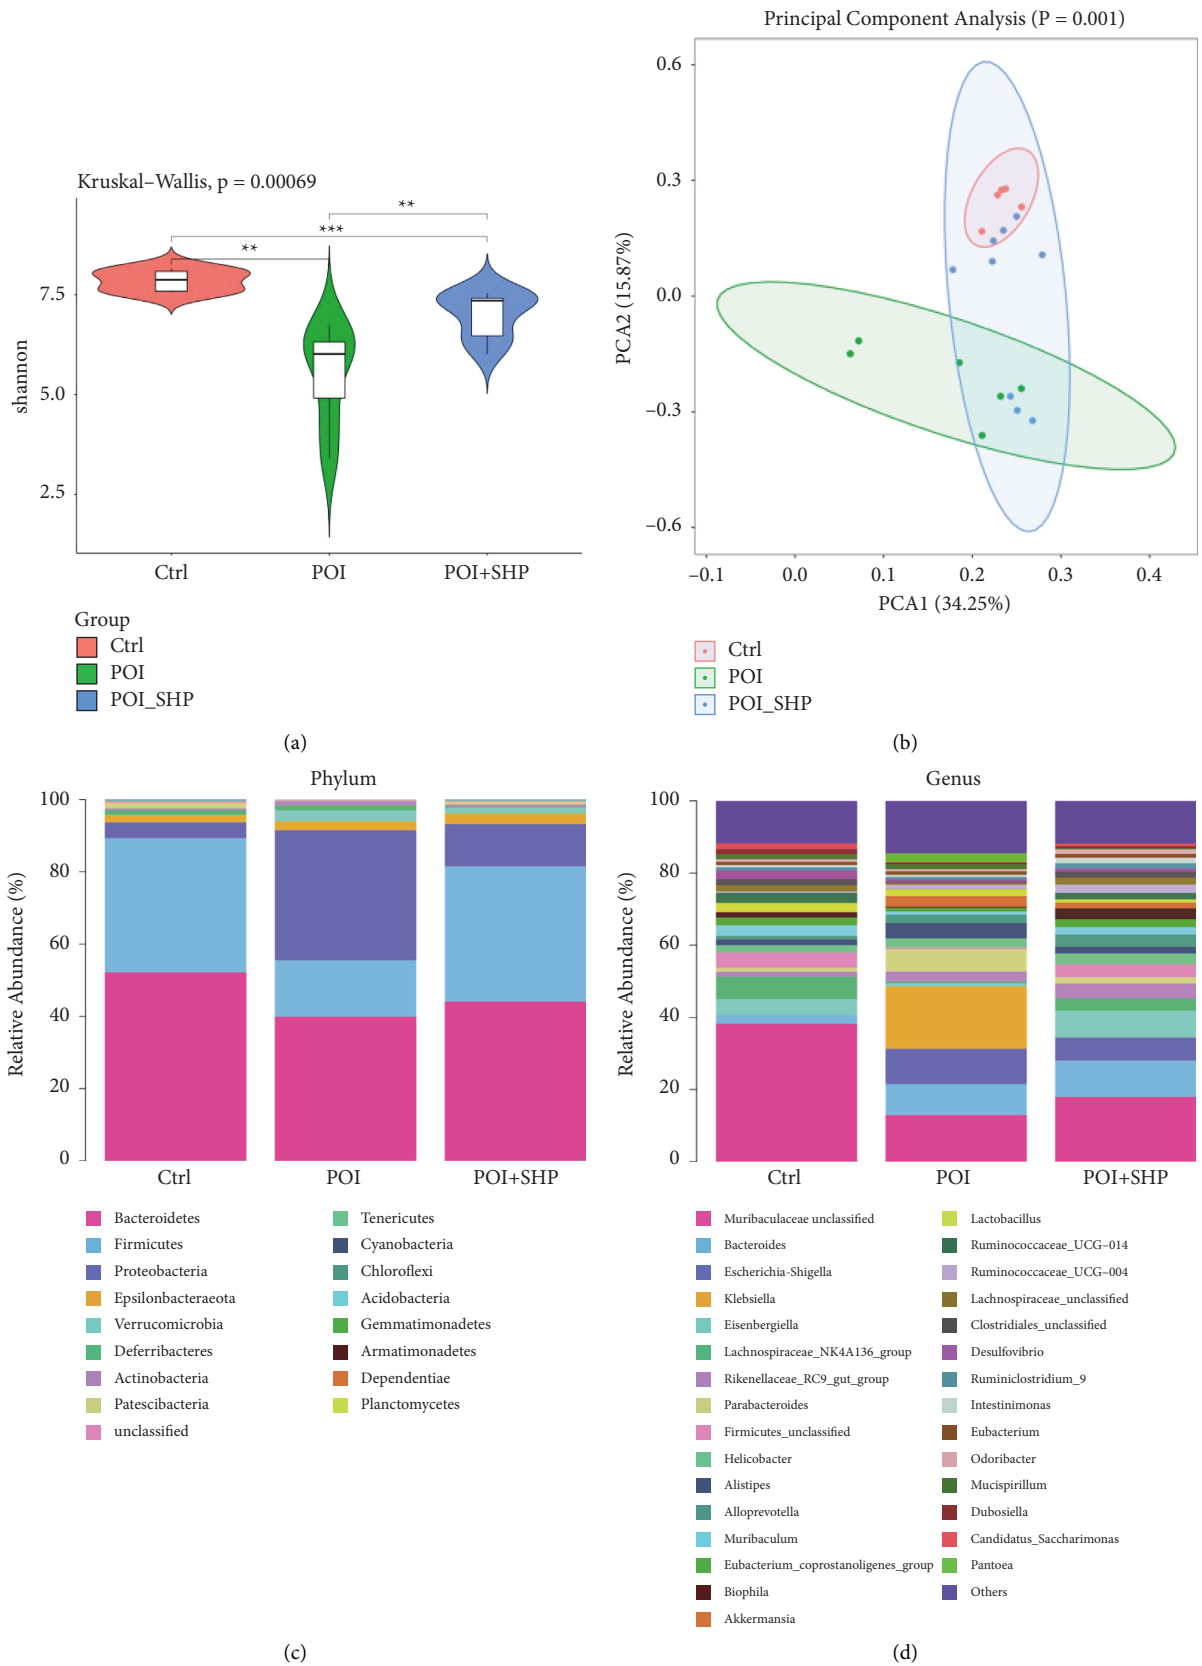 Kruskal–Wallis, p = 0.00069
**
***
**
shannon
7.5
5.0
2.5
Ctrl POI POI+SHP
Group
Ctrl
POI
POI_SHP
(a)
Principal Component Analysis (P = 0.001)
PCA2 (15.87%)
0.6
0.3
0.0
−0.3
−0.6
−0.1 0.0 0.1 0.2 0.3 0.4
PCA1 (34.25%)
Ctrl
POI
POI_SHP
(b)
Phylum
Relative Abundance (%)
100
80
60
40
20
0
Ctrl POI POI+SHP
Bacteroidetes
Firmicutes
Proteobacteria
Epsilonbacteraeota
Verrucomicrobia
Deferribacteres
Actinobacteria
Patescibacteria
unclassified
Tenericutes
Cyanobacteria
Chloroflexi
Acidobacteria
Gemmatimonadetes
Armatimonadetes
Dependentiae
Planctomycetes
(c)
Genus
Relative Abundance (%)
100
80
60
40
20
0
Ctrl POI POI+SHP
Muribaculaceae unclassified
Bacteroides
Escherichia-Shigella
Klebsiella
Eisenbergiella
Lachnospiraceae_NK4A136_group
Rikenellaceae_RC9_gut_group
Parabacteroides
Firmicutes_unclassified
Helicobacter
Alistipes
Alloprevotella
Muribaculum
Eubacterium_coprostanoligenes_group
Biophila
Akkermansia
Lactobacillus
Ruminococcaceae_UCG–014
Ruminococcaceae_UCG–004
Lachnospiraceae_unclassified
Clostridiales_unclassified
Desulfovibrio
Ruminiclostridium_9
Intestinimonas
Eubacterium
Odoribacter
Mucispirillum
Dubosiella
Candidatus_Saccharimonas
Pantoea
Others
(d)